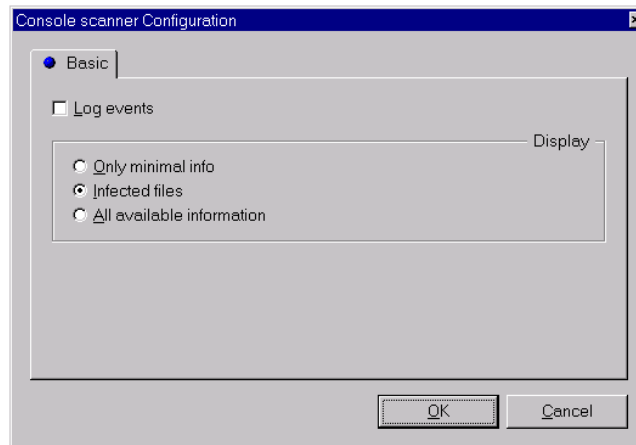 Console scanner Configuration
Basic
Log events
Display
Only minimal info
Infected files
All available information
OK
Cancel